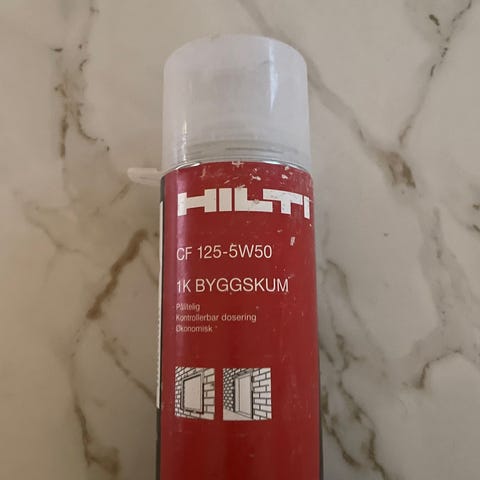 HILTI
CF 125-5W50
1K BYGGSKUM
Pålitelig
Kontrollerbar dosering
Økonomisk